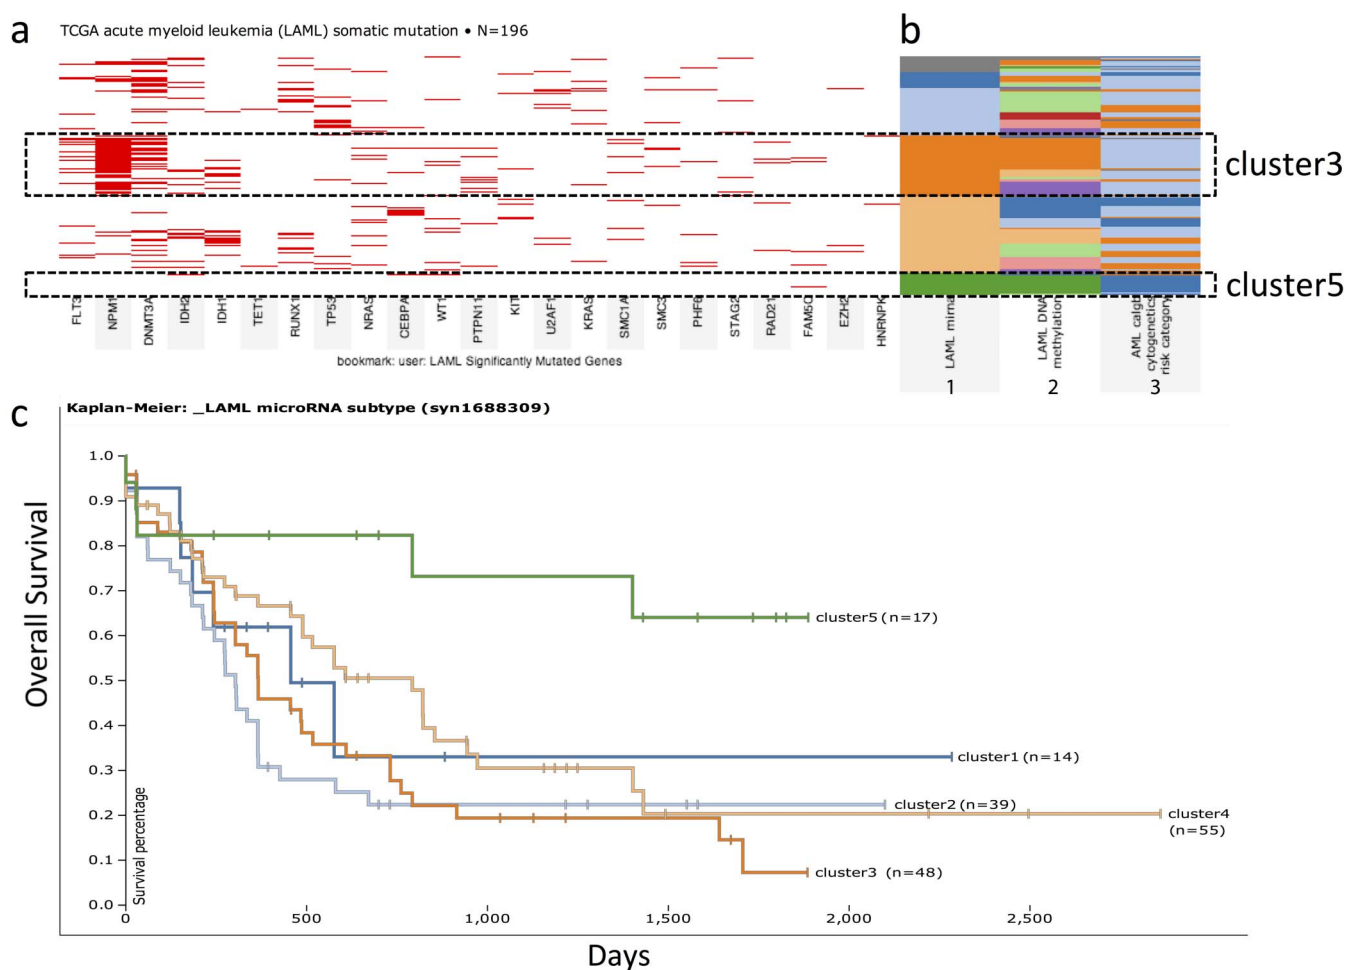 a
TCGA acute myeloid leukemia (LAML) somatic mutation • N=196
b
cluster3
cluster5
FLT3
NPM1
DNMT3A
IDH2
IDH1
TET1
RUNX1
TP53
NRAS
CEBPA
WT1
PTPN11
KIT
U2AF1
KRAS
SMC1A
SMC3
PHF6
STAG2
RAD21
FAM5C
EZH2
HNRNPK
LAML mirna
LAML DNA
methylation
AML calgb
cytogenetics
risk category
bookmark: user: LAML Significantly Mutated Genes
1
2
3
c
Kaplan-Meier: _LAML microRNA subtype (syn1688309)
Overall Survival
Survival percentage
1.0
0.9
0.8
0.7
0.6
0.5
0.4
0.3
0.2
0.1
0.0
cluster5 (n=17)
cluster1 (n=14)
cluster2 (n=39)
cluster4
(n=55)
cluster3 (n=48)
0
500
1,000
1,500
2,000
2,500
Days